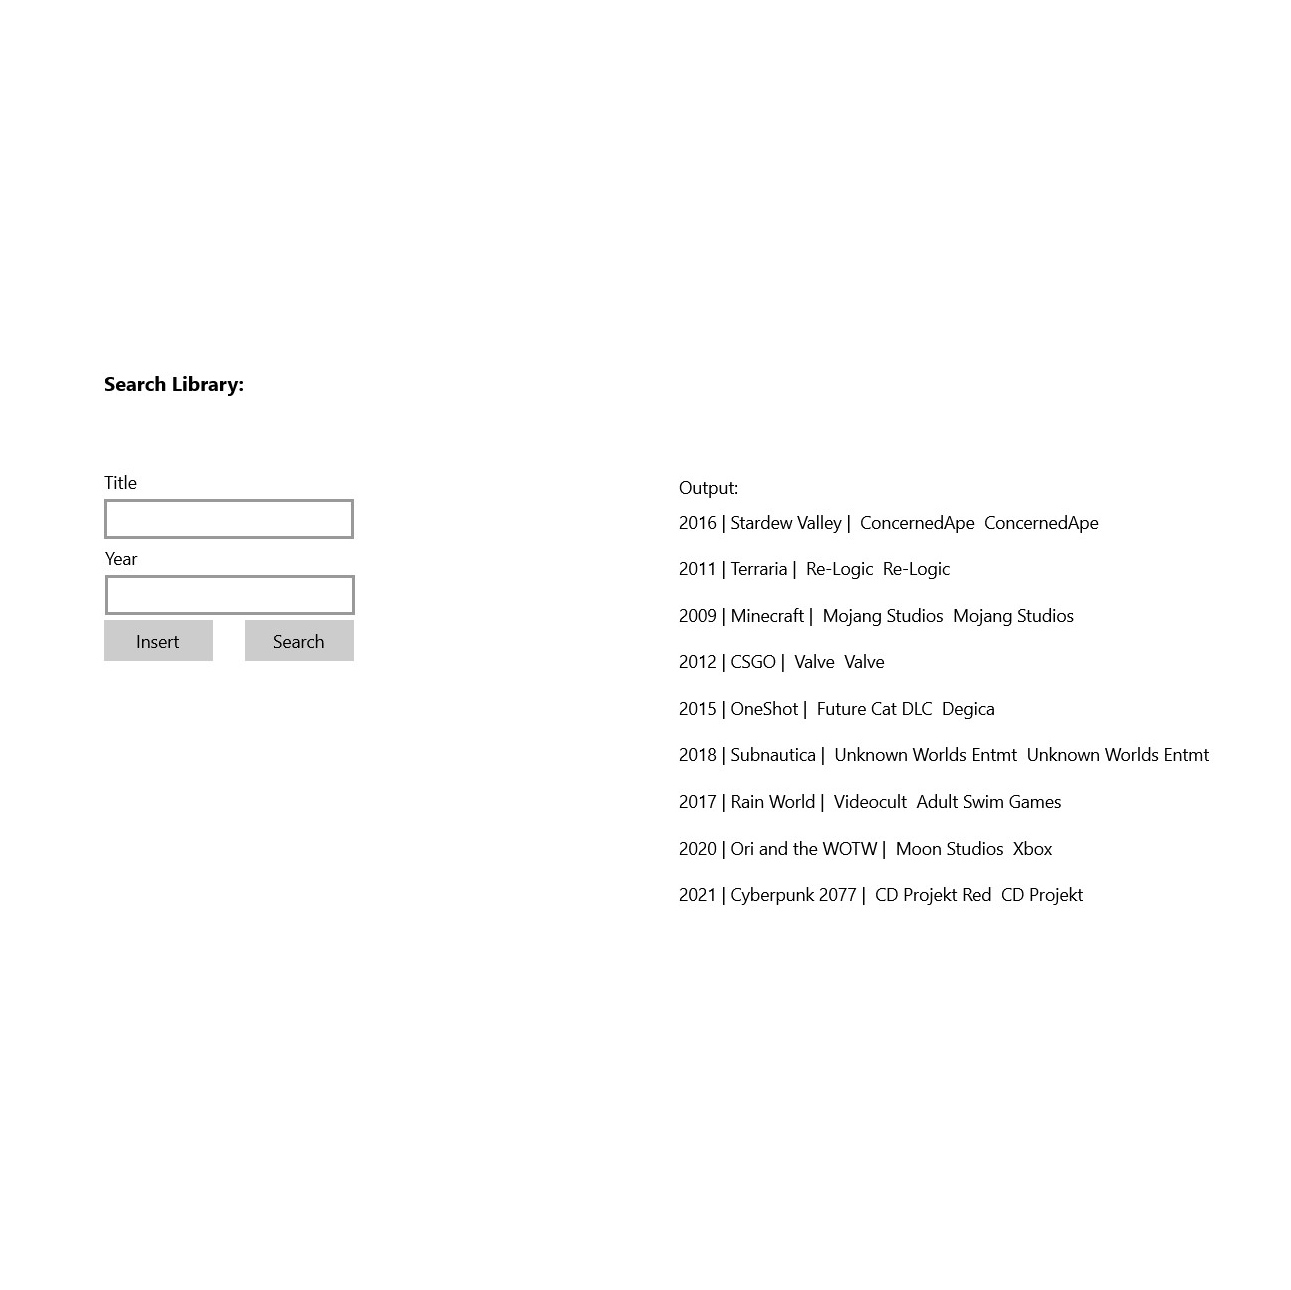 Search Library:
Title
Year
Insert
Search
Output:
2016 | Stardew Valley |  ConcernedApe  ConcernedApe
2011 | Terraria |  Re-Logic  Re-Logic
2009 | Minecraft |  Mojang Studios  Mojang Studios
2012 | CSGO |  Valve  Valve
2015 | OneShot |  Future Cat DLC  Degica
2018 | Subnautica |  Unknown Worlds Entmt  Unknown Worlds Entmt
2017 | Rain World |  Videocult  Adult Swim Games
2020 | Ori and the WOTW |  Moon Studios  Xbox
2021 | Cyberpunk 2077 |  CD Projekt Red  CD Projekt